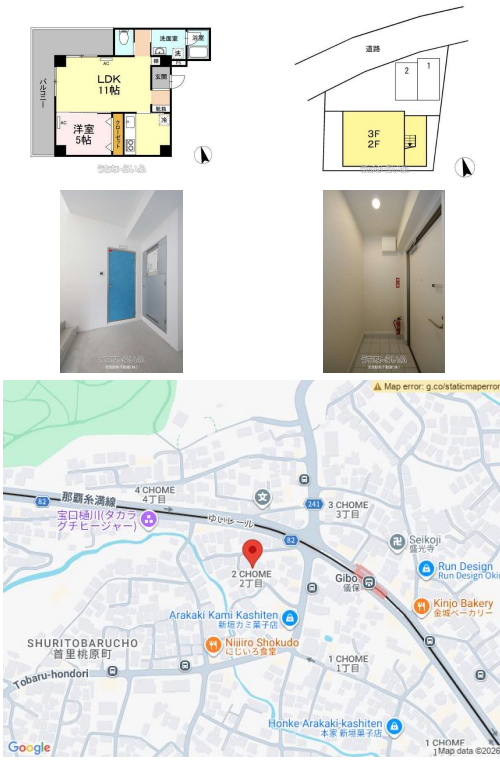 洗面室
浴室
洗
LDK
11帖
AC
玄関
靴箱
冷
バルコニー
AC
洋室
5帖
クローゼット
道路
2
1
3F
2F
Map error: g.co/staticmaperror
那覇糸満線
82
4 CHOME
4丁目
241
3 CHOME
3丁目
宝口樋川(タカラ
グチヒージャー)
ゆいレール
82
Seikoji
盛光寺
2 CHOME
2丁目
Gibo
儀保
Run Design
Run Design Oki
Kinjo Bakery
金城ベーカリー
Arakaki Kami Kashiten
新垣カミ菓子店
SHURITOBARUCHO
首里桃原町
Nijiiro Shokudo
にじいろ食堂
1 CHOME
1丁目
Tobaru-hondori
Honke Arakaki-kashiten
本家 新垣菓子店
1 CHOME
Google
Map data ©2026